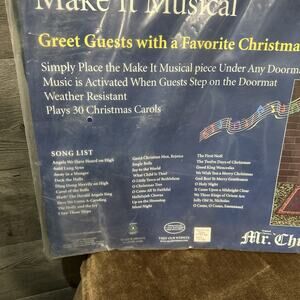 Make It Musical
Greet Guests with a Favorite Christma
Simply Place the Make It Musical piece Under Any Doorm
Music is Activated When Guests Step on the Doormat
Weather Resistant
Plays 30 Christmas Carols
SONG LIST
Angels We Have Heard on High
Auld Lang Syne
Away in a Manger
Deck the Halls
Ding Dong Merrily on High
Carol of the Bells
Hark! The Herald Angels Sing
Here We Come A-Caroling
The Holly and the Ivy
I Saw Three Ships
Good Christian Men, Rejoice
Jingle Bells
Joy to the World
What Child Is This?
O Little Town of Bethlehem
O Christmas Tree
O Come All Ye Faithful
Hallelujah Chorus
Up on the Housetop
Silent Night
The First Noel
The Twelve Days of Christmas
Good King Wenceslas
We Wish You a Merry Christmas
God Rest Ye Merry Gentlemen
O Holy Night
It Came Upon a Midnight Clear
We Three Kings of Orient Are
Jolly Old St. Nicholas
O Come, O Come, Emmanuel
Mr. Chr